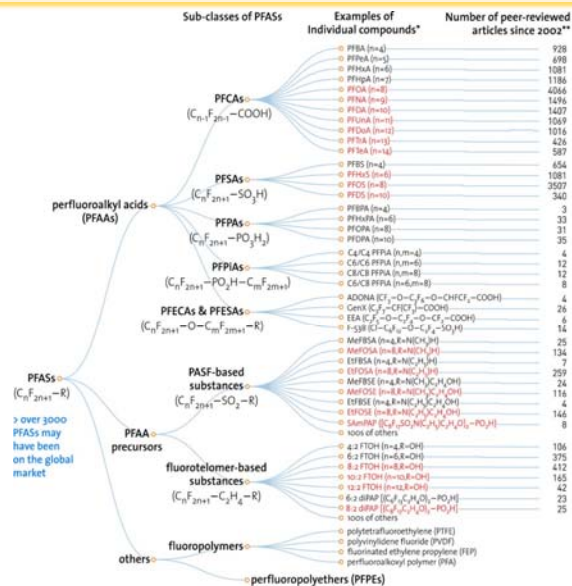 Sub-classes of PFASs
Examples of Individual compounds*
Number of peer-reviewed articles since 2002**
PFASs
(CnF2n+1–R)
> over 3000
PFASs may
have been
on the global
market
perfluoroalkyl acids
(PFAAs)
PFCAs
(Cn-1F2n-1–COOH)
PFBA (n=4) 928
PFPeA (n=5) 698
PFHxA (n=6) 1081
PFHpA (n=7) 1186
PFOA (n=8) 4066
PFNA (n=9) 1496
PFDA (n=10) 1407
PFUnA (n=11) 1069
PFDoA (n=12) 1016
PFTrA (n=13) 426
PFTeA (n=14) 587
PFSAs
(CnF2n+1–SO3H)
PFBS (n=4) 654
PFHxS (n=6) 1081
PFOS (n=8) 3507
PFDS (n=10) 340
PFPAs
(CnF2n+1–PO3H2)
PFBPA (n=4) 3
PFHxPA (n=6) 33
PFOPA (n=8) 31
PFDPA (n=10) 35
PFPiAs
(CnF2n+1–PO2H–CmF2m+1)
C4/C4 PFPiA (n,m=4) 4
C6/C6 PFPiA (n,m=6) 12
C8/C8 PFPiA (n,m=8) 12
C6/C8 PFPiA (n=6,m=8) 8
PFECAs & PFESAs
(CnF2n+1–O–CmF2m+1–R)
ADONA (CF3–O–C3F6–O–CHFCF2–COOH) 4
GenX (C3F7–CF(CF3)–COOH) 26
EEA (C2F5–O–C2F4–O–CF2–COOH) 6
F-53B (Cl–C6F12–O–C2F4–SO3H) 14
PFAA
precursors
PASF-based
substances
(CnF2n+1–SO2–R)
MeFBSA (n=4,R=N(CH3)H) 25
MeFOSA (n=8,R=N(CH3)H) 134
EtFBSA (n=4,R=N(C2H5)H) 7
EtFOSA (n=8,R=N(C2H5)H) 259
MeFBSE (n=4,R=N(CH3)C2H4OH) 24
MeFOSE (n=8,R=N(CH3)C2H4OH) 116
EtFBSE (n=4,R=N(C2H5)C2H4OH) 4
EtFOSE (n=8,R=N(C2H5)C2H4OH) 146
SAmPAP {[C8F17SO2N(C2H5)C2H4O]2–PO2H} 8
100s of others
fluorotelomer-based
substances
(CnF2n+1–C2H4–R)
4:2 FTOH (n=4,R=OH) 106
6:2 FTOH (n=6,R=OH) 375
8:2 FTOH (n=8,R=OH) 412
10:2 FTOH (n=10,R=OH) 165
12:2 FTOH (n=12,R=OH) 42
6:2 diPAP [(C6F13C2H4O)2–PO2H] 23
8:2 diPAP [(C8F17C2H4O)2–PO2H] 25
100s of others
others
fluoropolymers
polytetrafluoroethylene (PTFE)
polyvinylidene fluoride (PVDF)
fluorinated ethylene propylene (FEP)
perfluoroalkoxyl polymer (PFA)
perfluoropolyethers (PFPEs)